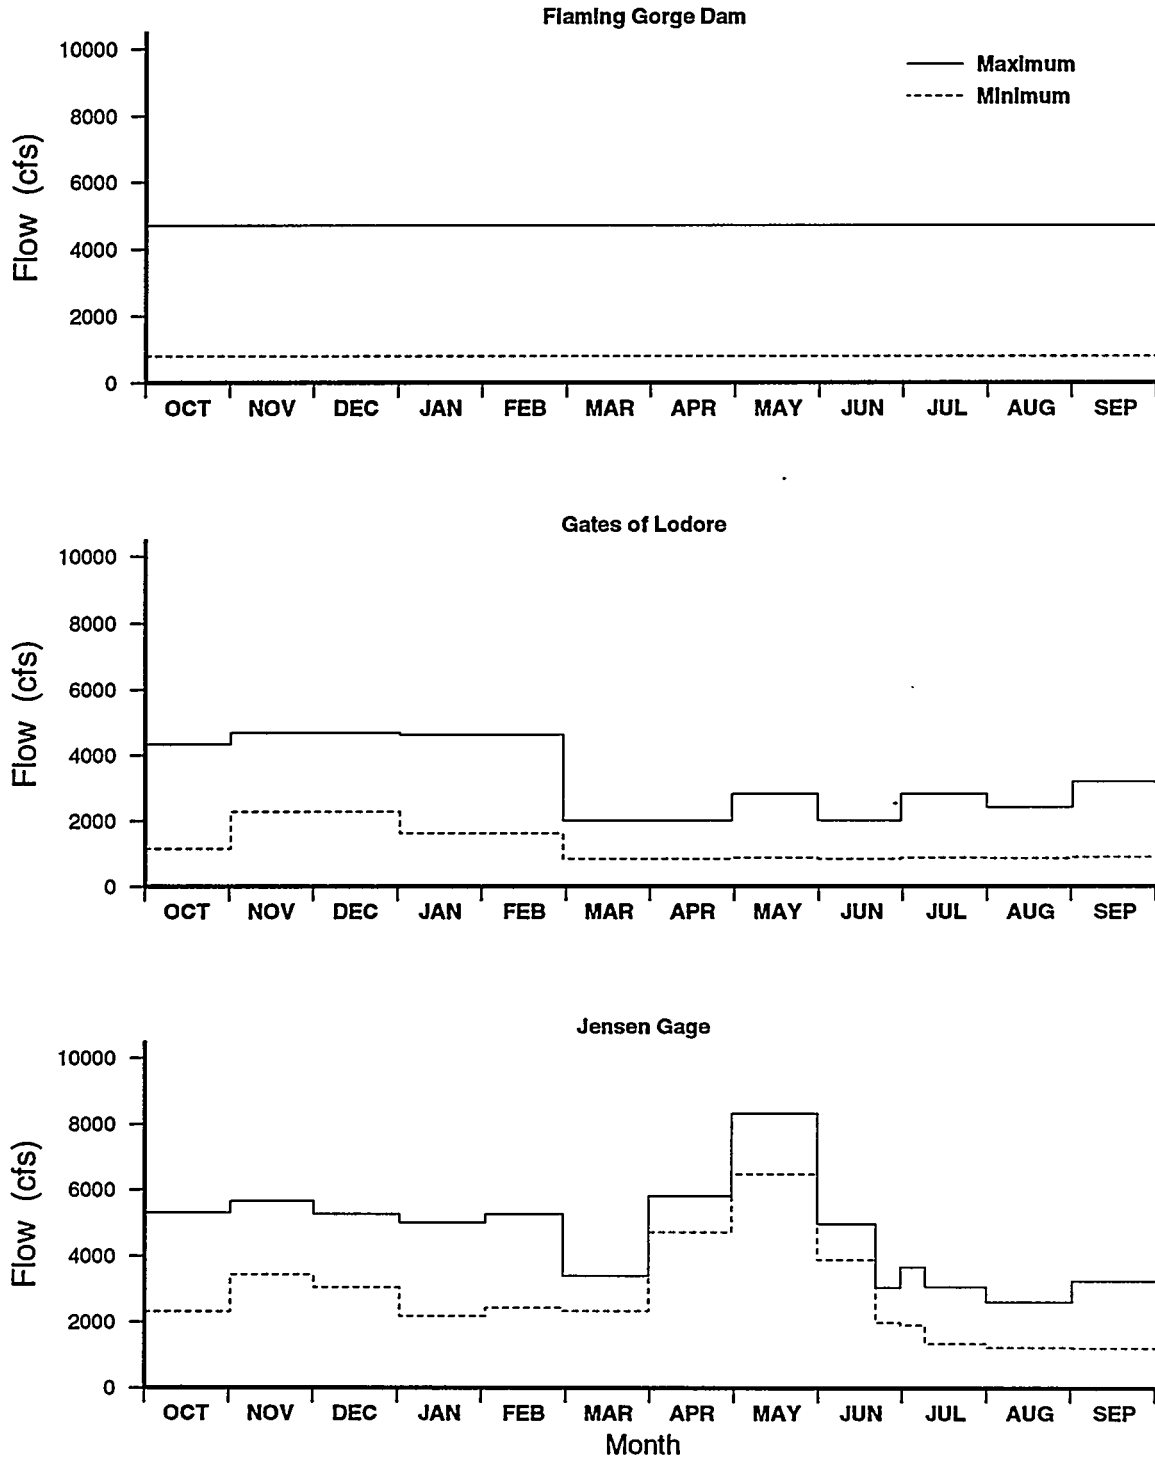 Flaming Gorge Dam
Maximum
Minimum
Flow (cfs)
10000
8000
6000
4000
2000
0
OCT NOV DEC JAN FEB MAR APR MAY JUN JUL AUG SEP
Gates of Lodore
Flow (cfs)
10000
8000
6000
4000
2000
0
OCT NOV DEC JAN FEB MAR APR MAY JUN JUL AUG SEP
Jensen Gage
Flow (cfs)
10000
8000
6000
4000
2000
0
OCT NOV DEC JAN FEB MAR APR MAY JUN JUL AUG SEP
Month